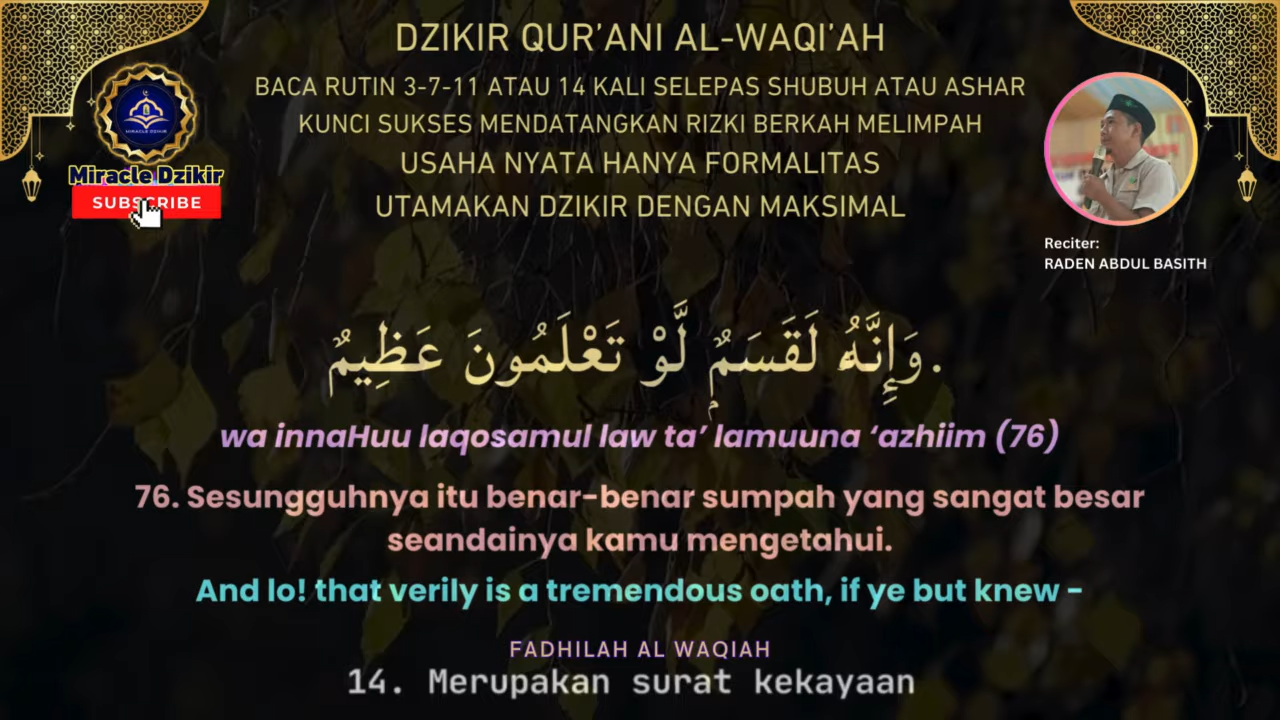 DZIKIR QUR'ANI AL-WAQI'AH
BACA RUTIN 3-7-11 ATAU 14 KALI SELEPAS SHUBUH ATAU ASHAR
KUNCI SUKSES MENDATANGKAN RIZKI BERKAH MELIMPAH
USAHA NYATA HANYA FORMALITAS
UTAMAKAN DZIKIR DENGAN MAKSIMAL
MIRACLE DZIKIR
Miracle Dzikir
SUBSCRIBE
Reciter:
RADEN ABDUL BASITH
وَإِنَّهُۥ لَقَسَمٌۭ لَّوْ تَعْلَمُونَ عَظِيمٌ.
wa innaHuu laqosamul law ta' lamuuna 'azhiim (76)
76. Sesungguhnya itu benar-benar sumpah yang sangat besar
seandainya kamu mengetahui.
And lo! that verily is a tremendous oath, if ye but knew -
FADHILAH AL WAQIAH
14. Merupakan surat kekayaan